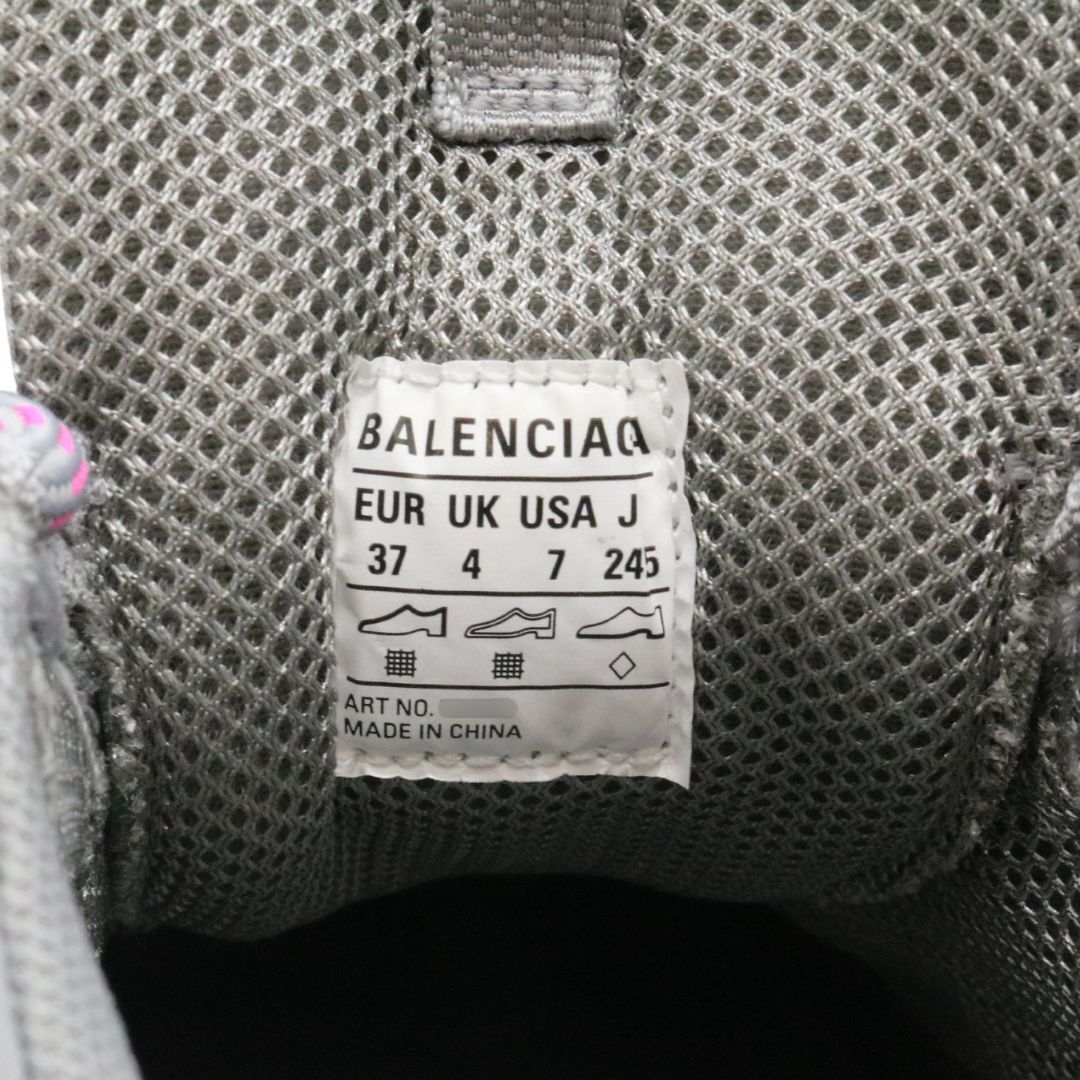 BALENCIAGA
EUR UK USA J
37 4 7 245
ART NO.
MADE IN CHINA